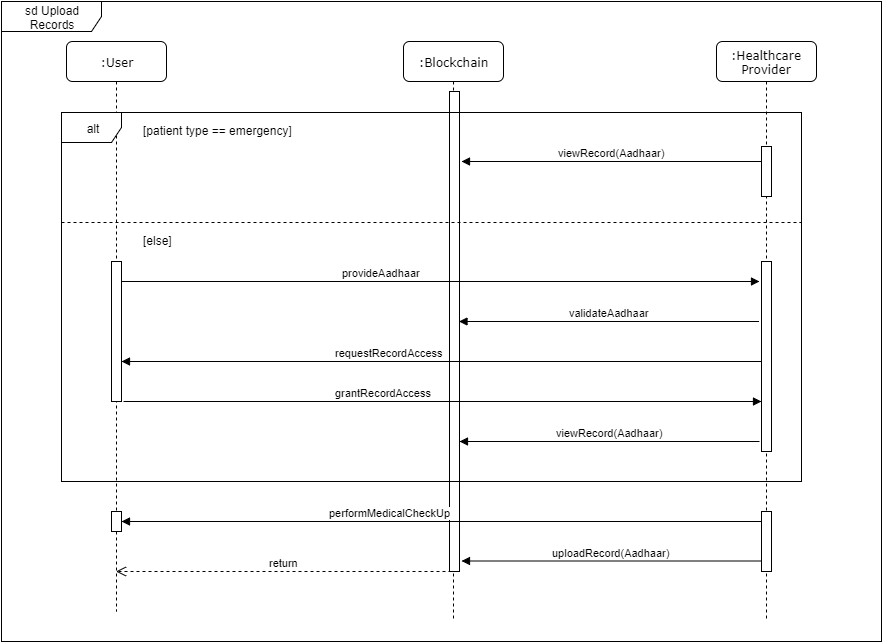 sd Upload
Records
:User
:Blockchain
:Healthcare
Provider
alt
[patient type == emergency]
viewRecord(Aadhaar)
[else]
provideAadhaar
validateAadhaar
requestRecordAccess
grantRecordAccess
viewRecord(Aadhaar)
performMedicalCheckUp
uploadRecord(Aadhaar)
return